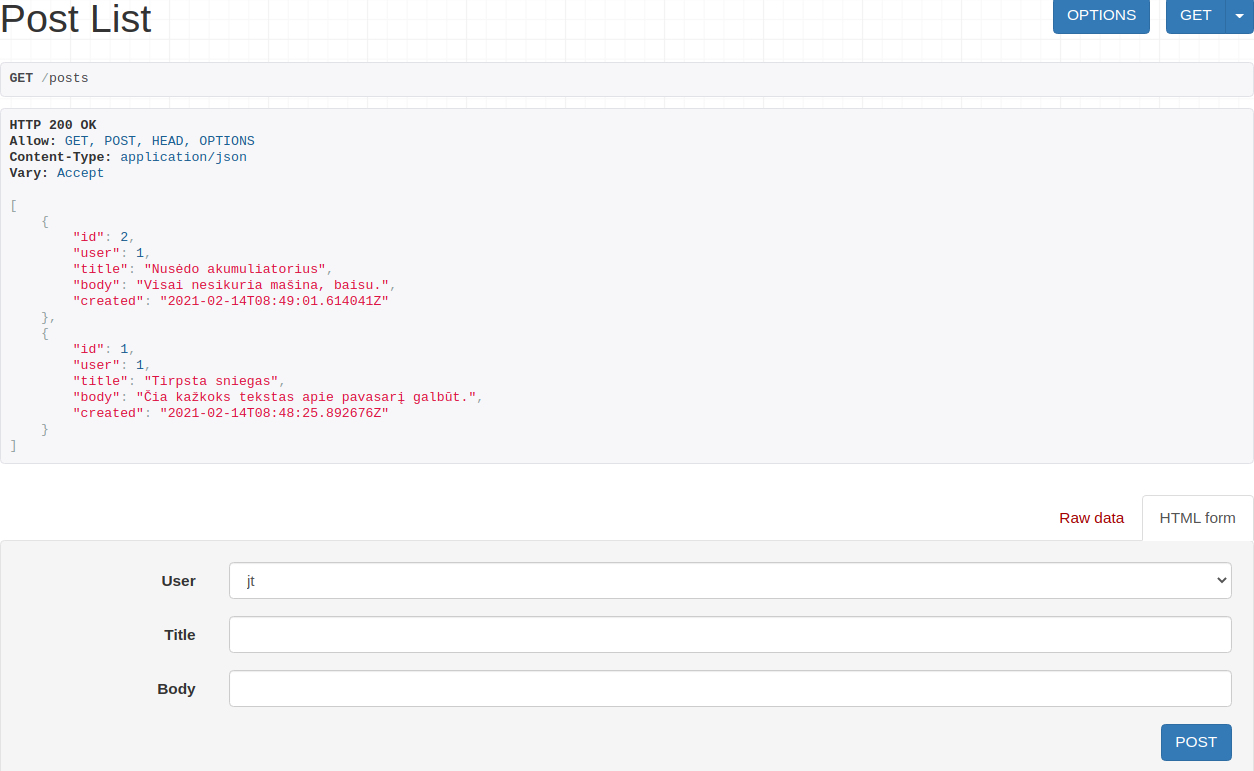 Post List
OPTIONS
GET
GET /posts
HTTP 200 OK
Allow: GET, POST, HEAD, OPTIONS
Content-Type: application/json
Vary: Accept
[
    {
        "id": 2,
        "user": 1,
        "title": "Nusėdo akumuliatorius",
        "body": "Visai nesikuria mašina, baisu.",
        "created": "2021-02-14T08:49:01.614041Z"
    },
    {
        "id": 1,
        "user": 1,
        "title": "Tirpsta sniegas",
        "body": "Čia kažkoks tekstas apie pavasarį galbūt.",
        "created": "2021-02-14T08:48:25.892676Z"
    }
]
Raw data
HTML form
User
jt
Title
Body
POST